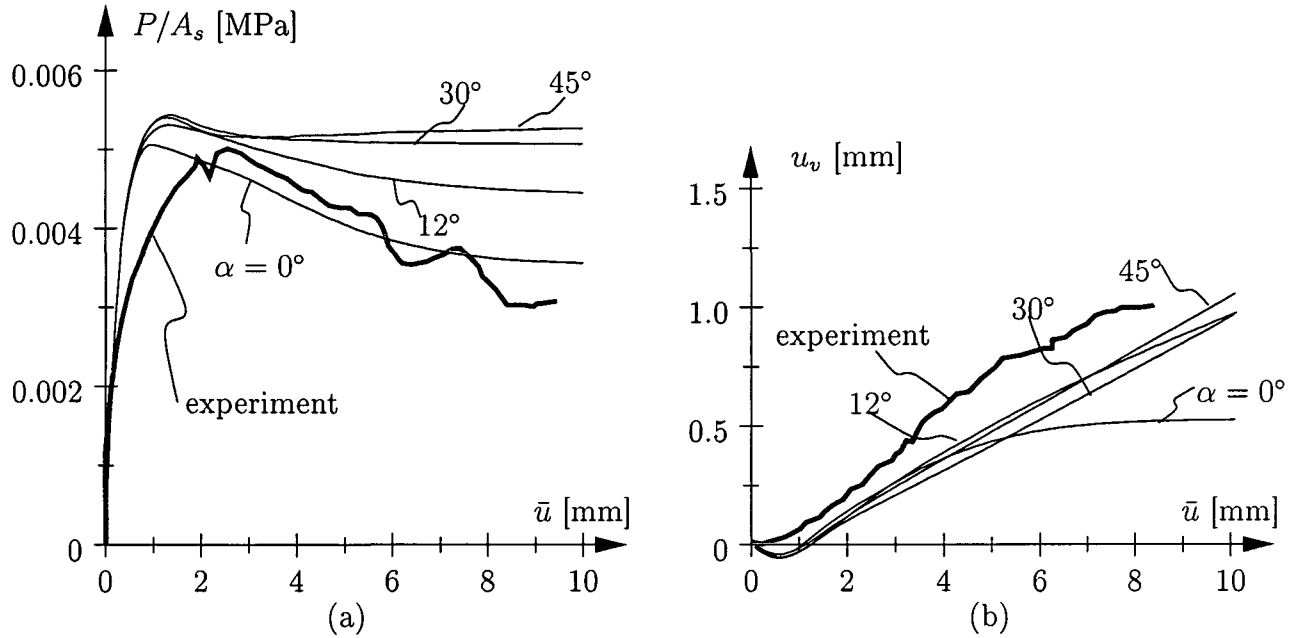 P/A_s [MPa]
0.006
0.004
0.002
0
45°
30°
12°
α = 0°
experiment
ū [mm]
0 2 4 6 8 10
(a)
u_v [mm]
1.5
1.0
0.5
0
45°
30°
experiment
12°
α = 0°
ū [mm]
0 2 4 6 8 10
(b)